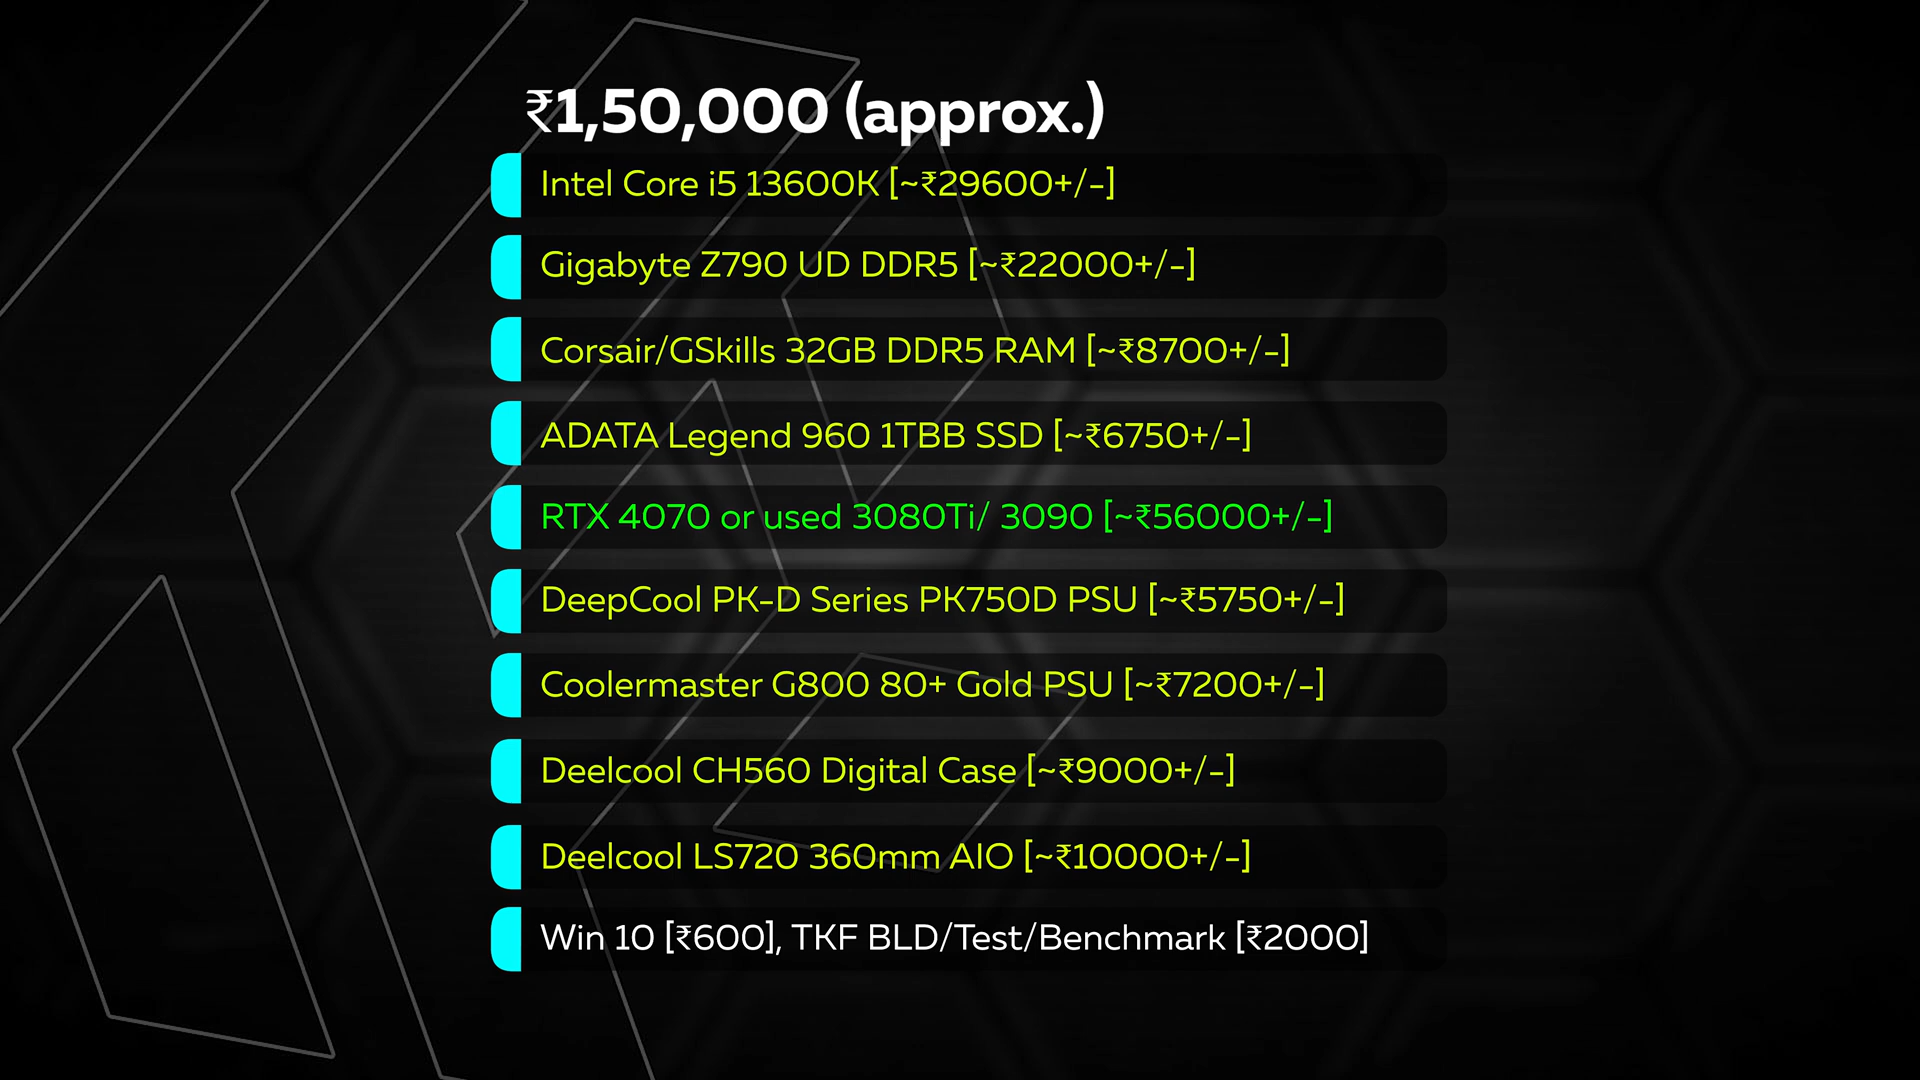 ₹1,50,000 (approx.)
Intel Core i5 13600K [~₹29600+/-]
Gigabyte Z790 UD DDR5 [~₹22000+/-]
Corsair/GSkills 32GB DDR5 RAM [~₹8700+/-]
ADATA Legend 960 1TBB SSD [~₹6750+/-]
RTX 4070 or used 3080Ti/ 3090 [~₹56000+/-]
DeepCool PK-D Series PK750D PSU [~₹5750+/-]
Coolermaster G800 80+ Gold PSU [~₹7200+/-]
Deelcool CH560 Digital Case [~₹9000+/-]
Deelcool LS720 360mm AIO [~₹10000+/-]
Win 10 [₹600], TKF BLD/Test/Benchmark [₹2000]